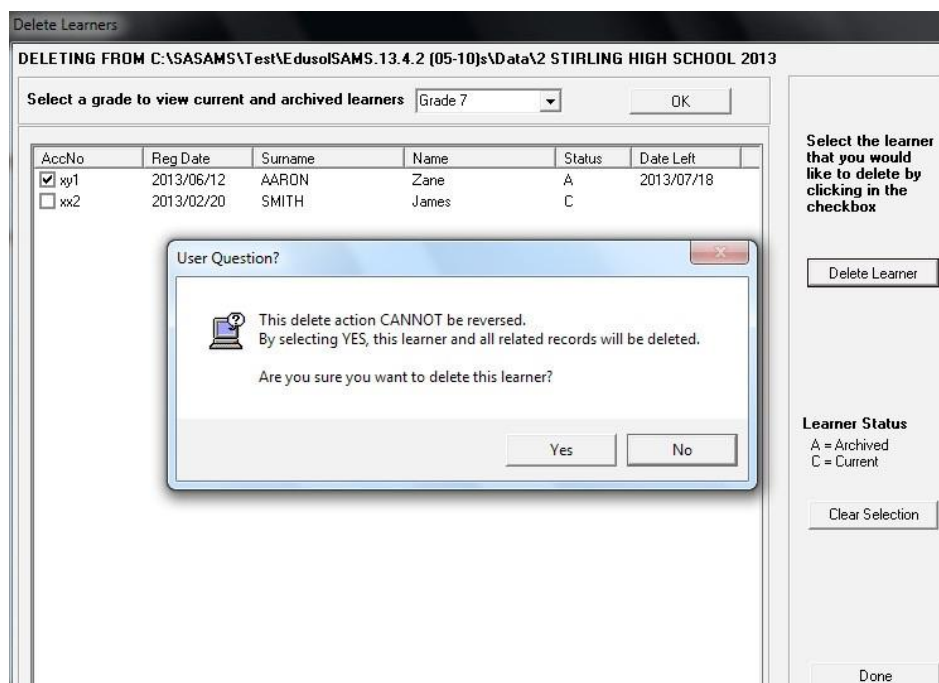 Delete Learners
DELETING FROM C:\SASAMS\Test\EdusolSAMS.13.4.2 (05-10)s\Data\2 STIRLING HIGH SCHOOL 2013
Select a grade to view current and archived learners Grade 7 OK
AccNo Reg Date Surname Name Status Date Left
xy1 2013/06/12 AARON Zane A 2013/07/18
xx2 2013/02/20 SMITH James C
User Question?
This delete action CANNOT be reversed.
By selecting YES, this learner and all related records will be deleted.
Are you sure you want to delete this learner?
Yes No
Select the learner
that you would
like to delete by
clicking in the
checkbox
Delete Learner
Learner Status
A = Archived
C = Current
Clear Selection
Done